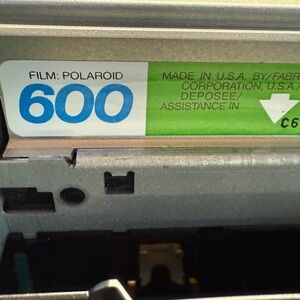 FILM: POLAROID
600
MADE IN U.S.A. BY/FABR
CORPORATION, U.S.A./
DEPOSEE/
ASSISTANCE IN
C6